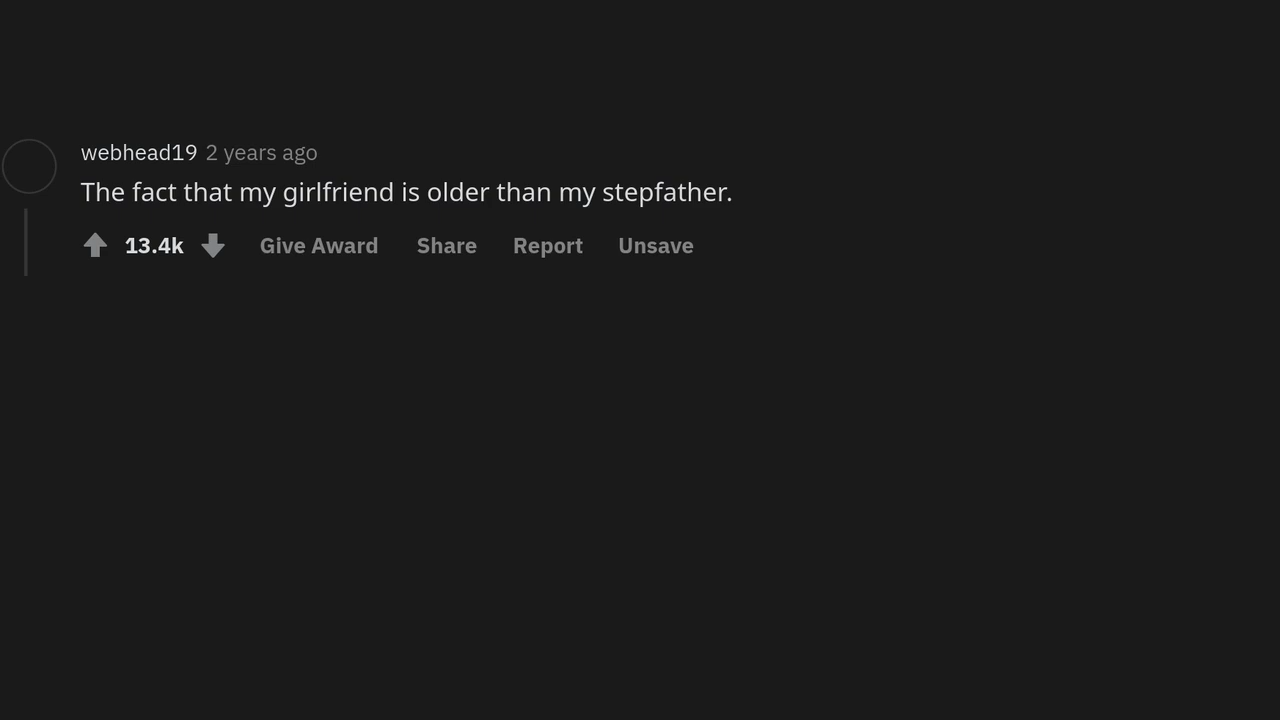 webhead19 2 years ago
The fact that my girlfriend is older than my stepfather.
13.4k Give Award Share Report Unsave